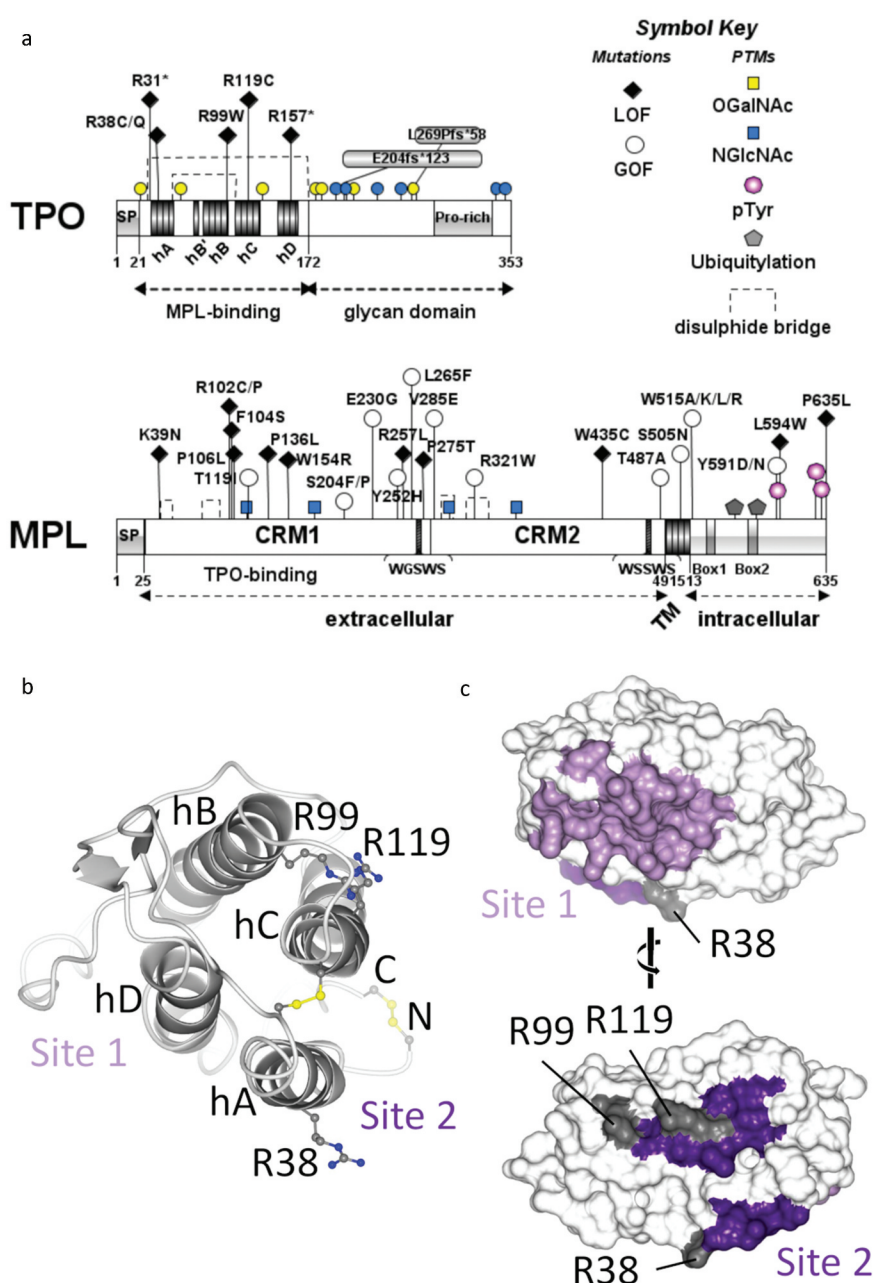 a
Symbol Key
Mutations
PTMs
LOF
GOF
OGalNAc
NGlcNAc
pTyr
Ubiquitylation
disulphide bridge
R31*
R119C
R38C/Q
R99W
R157*
L269Pfs*58
E204fs*123
TPO
SP
Pro-rich
1
21
hA
hB'
hB
hC
hD
172
353
MPL-binding
glycan domain
L265F
R102C/P
E230G
V285E
W515A/K/L/R
P635L
K39N
F104S
P136L
R257L
W435C
S505N
L594W
P106L
W154R
P275T
T487A
T119I
S204F/P
Y252H
R321W
Y591D/N
MPL
SP
CRM1
CRM2
1
25
TPO-binding
WGSWS
WSSWS
491
513
Box1
Box2
635
extracellular
TM
intracellular
b
hB
R99
R119
hC
hD
C
N
Site 1
hA
Site 2
R38
c
Site 1
R38
R99
R119
R38
Site 2